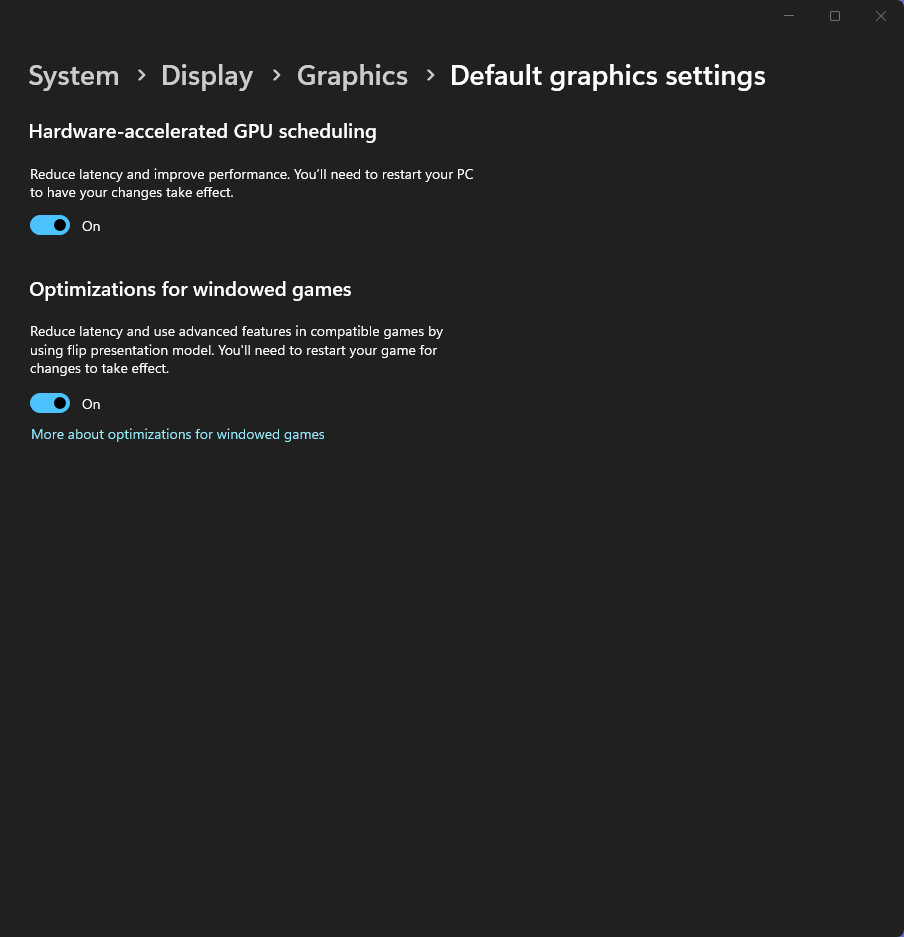 System > Display > Graphics > Default graphics settings
Hardware-accelerated GPU scheduling
Reduce latency and improve performance. You’ll need to restart your PC
to have your changes take effect.
On
Optimizations for windowed games
Reduce latency and use advanced features in compatible games by
using flip presentation model. You'll need to restart your game for
changes to take effect.
On
More about optimizations for windowed games